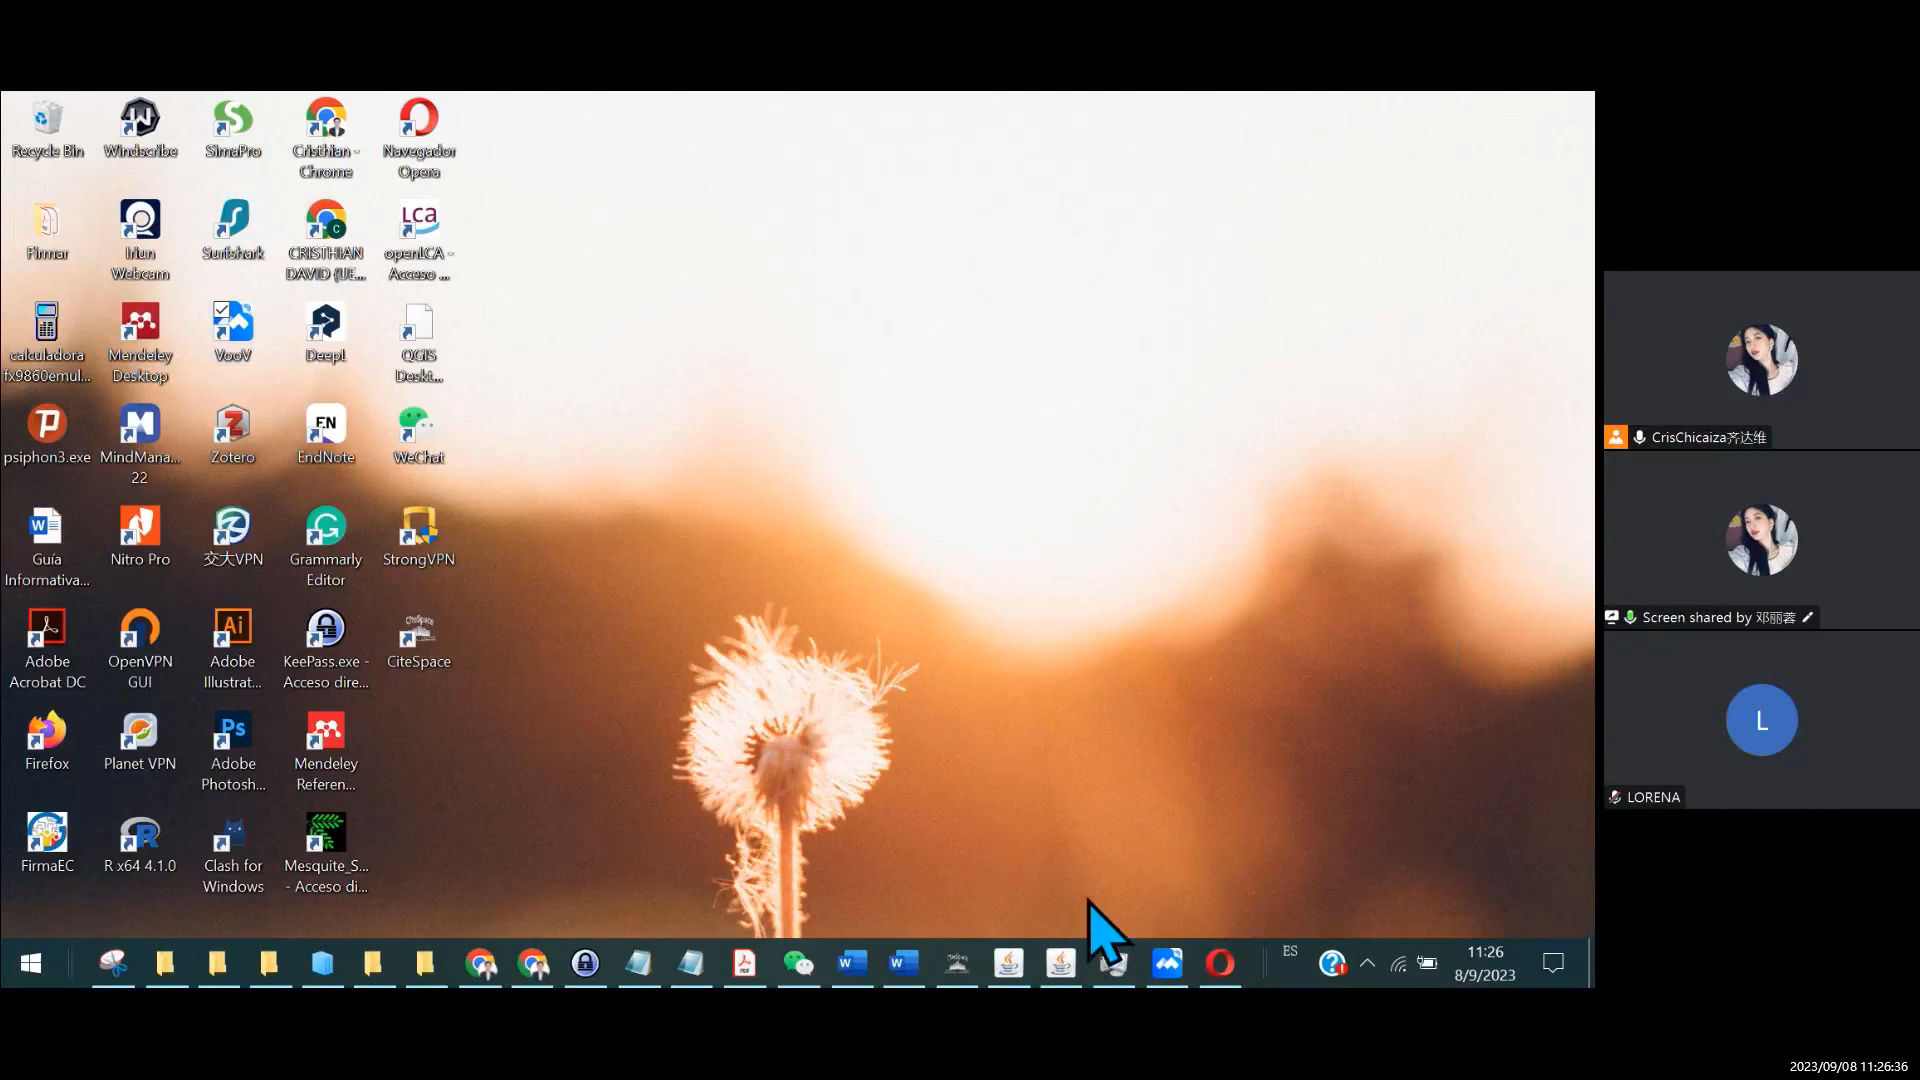 Recycle Bin
Windscribe
SimaPro
Cristhian -
Chrome
Navegador
Opera
Firmar
Iriun
Webcam
Surfshark
CRISTHIAN
DAVID (UE...
LCA
openLCA -
Acceso ...
calculadora
fx9860emul...
Mendeley
Desktop
VooV
DeepL
QGIS
Deskt...
psiphon3.exe
MindMana...
22
Zotero
EN
EndNote
WeChat
Guía
Informativa...
Nitro Pro
交大VPN
Grammarly
Editor
StrongVPN
Adobe
Acrobat DC
OpenVPN
GUI
Ai
Adobe
Illustrat...
KeePass.exe -
Acceso dire...
CiteSpace
CiteSpace
Firefox
Planet VPN
Ps
Adobe
Photosh...
Mendeley
Referen...
FirmaEC
R x64 4.1.0
Clash for
Windows
Mesquite_S...
- Acceso di...
ES
11:26
8/9/2023
CrisChicaiza齐达维
Screen shared by 邓丽蓉
L
LORENA
2023/09/08 11:26:36